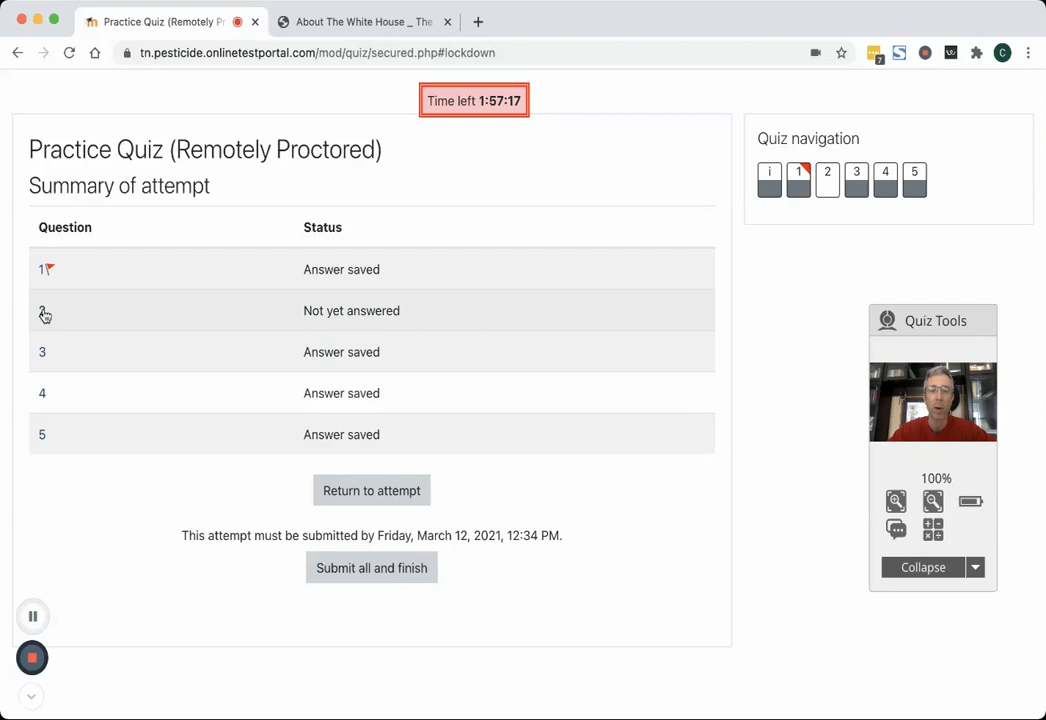 Practice Quiz (Remotely Pr
About The White House _ The
tn.pesticide.onlinetestportal.com/mod/quiz/secured.php#lockdown
7
C
Time left 1:57:17
Practice Quiz (Remotely Proctored)
Summary of attempt
Question Status
1 Answer saved
2 Not yet answered
3 Answer saved
4 Answer saved
5 Answer saved
Return to attempt
This attempt must be submitted by Friday, March 12, 2021, 12:34 PM.
Submit all and finish
Quiz navigation
i 1 2 3 4 5
Quiz Tools
100%
Collapse